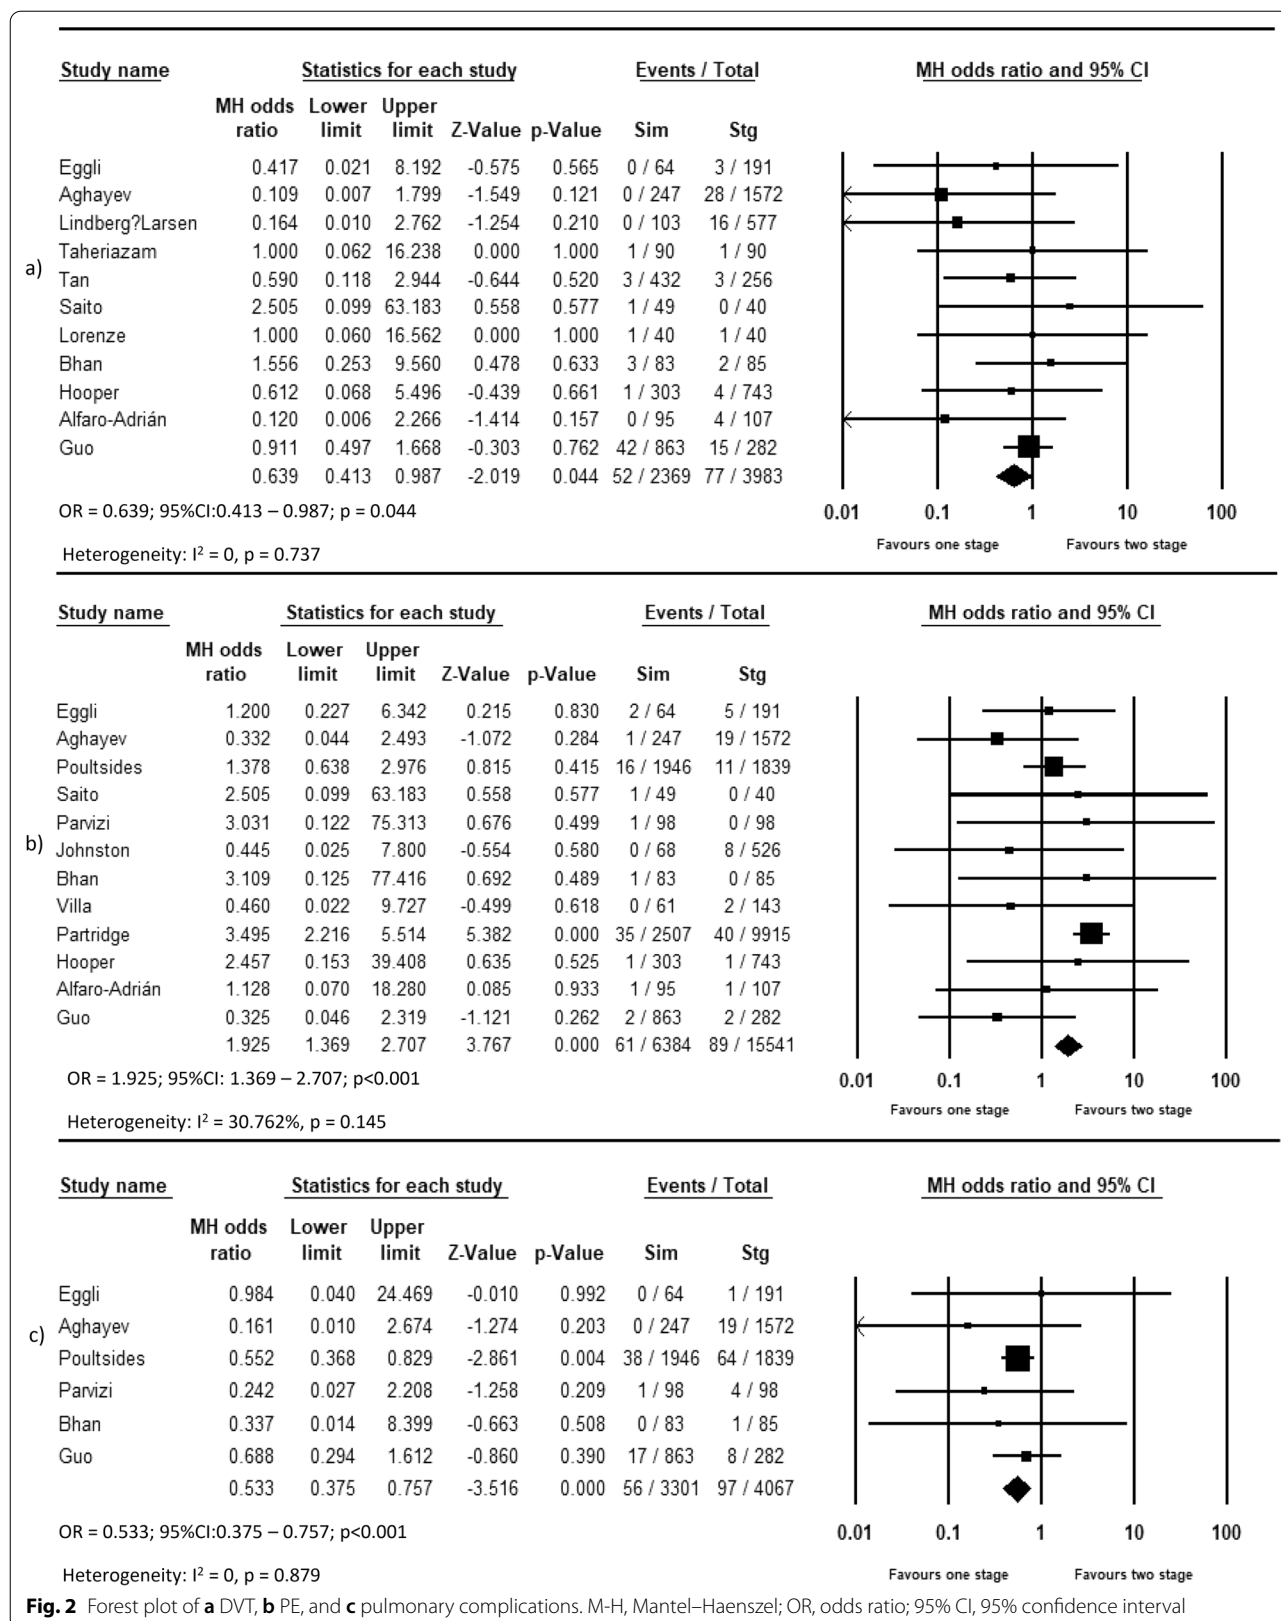 Study name Statistics for each study Events / Total MH odds ratio and 95% CI
MH odds Lower Upper
ratio limit limit Z-Value p-Value Sim Stg
Eggli 0.417 0.021 8.192 -0.575 0.565 0 / 64 3 / 191
Aghayev 0.109 0.007 1.799 -1.549 0.121 0 / 247 28 / 1572
Lindberg?Larsen 0.164 0.010 2.762 -1.254 0.210 0 / 103 16 / 577
Taheriazam 1.000 0.062 16.238 0.000 1.000 1 / 90 1 / 90
a)
Tan 0.590 0.118 2.944 -0.644 0.520 3 / 432 3 / 256
Saito 2.505 0.099 63.183 0.558 0.577 1 / 49 0 / 40
Lorenze 1.000 0.060 16.562 0.000 1.000 1 / 40 1 / 40
Bhan 1.556 0.253 9.560 0.478 0.633 3 / 83 2 / 85
Hooper 0.612 0.068 5.496 -0.439 0.661 1 / 303 4 / 743
Alfaro-Adrián 0.120 0.006 2.266 -1.414 0.157 0 / 95 4 / 107
Guo 0.911 0.497 1.668 -0.303 0.762 42 / 863 15 / 282
0.639 0.413 0.987 -2.019 0.044 52 / 2369 77 / 3983
OR = 0.639; 95%CI:0.413 – 0.987; p = 0.044 0.01 0.1 1 10 100
Favours one stage Favours two stage
Heterogeneity: I² = 0, p = 0.737
Study name Statistics for each study Events / Total MH odds ratio and 95% CI
MH odds Lower Upper
ratio limit limit Z-Value p-Value Sim Stg
Eggli 1.200 0.227 6.342 0.215 0.830 2 / 64 5 / 191
Aghayev 0.332 0.044 2.493 -1.072 0.284 1 / 247 19 / 1572
Poultsides 1.378 0.638 2.976 0.815 0.415 16 / 1946 11 / 1839
Saito 2.505 0.099 63.183 0.558 0.577 1 / 49 0 / 40
Parvizi 3.031 0.122 75.313 0.676 0.499 1 / 98 0 / 98
b)
Johnston 0.445 0.025 7.800 -0.554 0.580 0 / 68 8 / 526
Bhan 3.109 0.125 77.416 0.692 0.489 1 / 83 0 / 85
Villa 0.460 0.022 9.727 -0.499 0.618 0 / 61 2 / 143
Partridge 3.495 2.216 5.514 5.382 0.000 35 / 2507 40 / 9915
Hooper 2.457 0.153 39.408 0.635 0.525 1 / 303 1 / 743
Alfaro-Adrián 1.128 0.070 18.280 0.085 0.933 1 / 95 1 / 107
Guo 0.325 0.046 2.319 -1.121 0.262 2 / 863 2 / 282
1.925 1.369 2.707 3.767 0.000 61 / 6384 89 / 15541
OR = 1.925; 95%CI: 1.369 – 2.707; p<0.001 0.01 0.1 1 10 100
Favours one stage Favours two stage
Heterogeneity: I² = 30.762%, p = 0.145
Study name Statistics for each study Events / Total MH odds ratio and 95% CI
MH odds Lower Upper
ratio limit limit Z-Value p-Value Sim Stg
Eggli 0.984 0.040 24.469 -0.010 0.992 0 / 64 1 / 191
c) Aghayev 0.161 0.010 2.674 -1.274 0.203 0 / 247 19 / 1572
Poultsides 0.552 0.368 0.829 -2.861 0.004 38 / 1946 64 / 1839
Parvizi 0.242 0.027 2.208 -1.258 0.209 1 / 98 4 / 98
Bhan 0.337 0.014 8.399 -0.663 0.508 0 / 83 1 / 85
Guo 0.688 0.294 1.612 -0.860 0.390 17 / 863 8 / 282
0.533 0.375 0.757 -3.516 0.000 56 / 3301 97 / 4067
OR = 0.533; 95%CI:0.375 – 0.757; p<0.001 0.01 0.1 1 10 100
Heterogeneity: I² = 0, p = 0.879 Favours one stage Favours two stage
Fig. 2 Forest plot of a DVT, b PE, and c pulmonary complications. M-H, Mantel–Haenszel; OR, odds ratio; 95% CI, 95% confidence interval